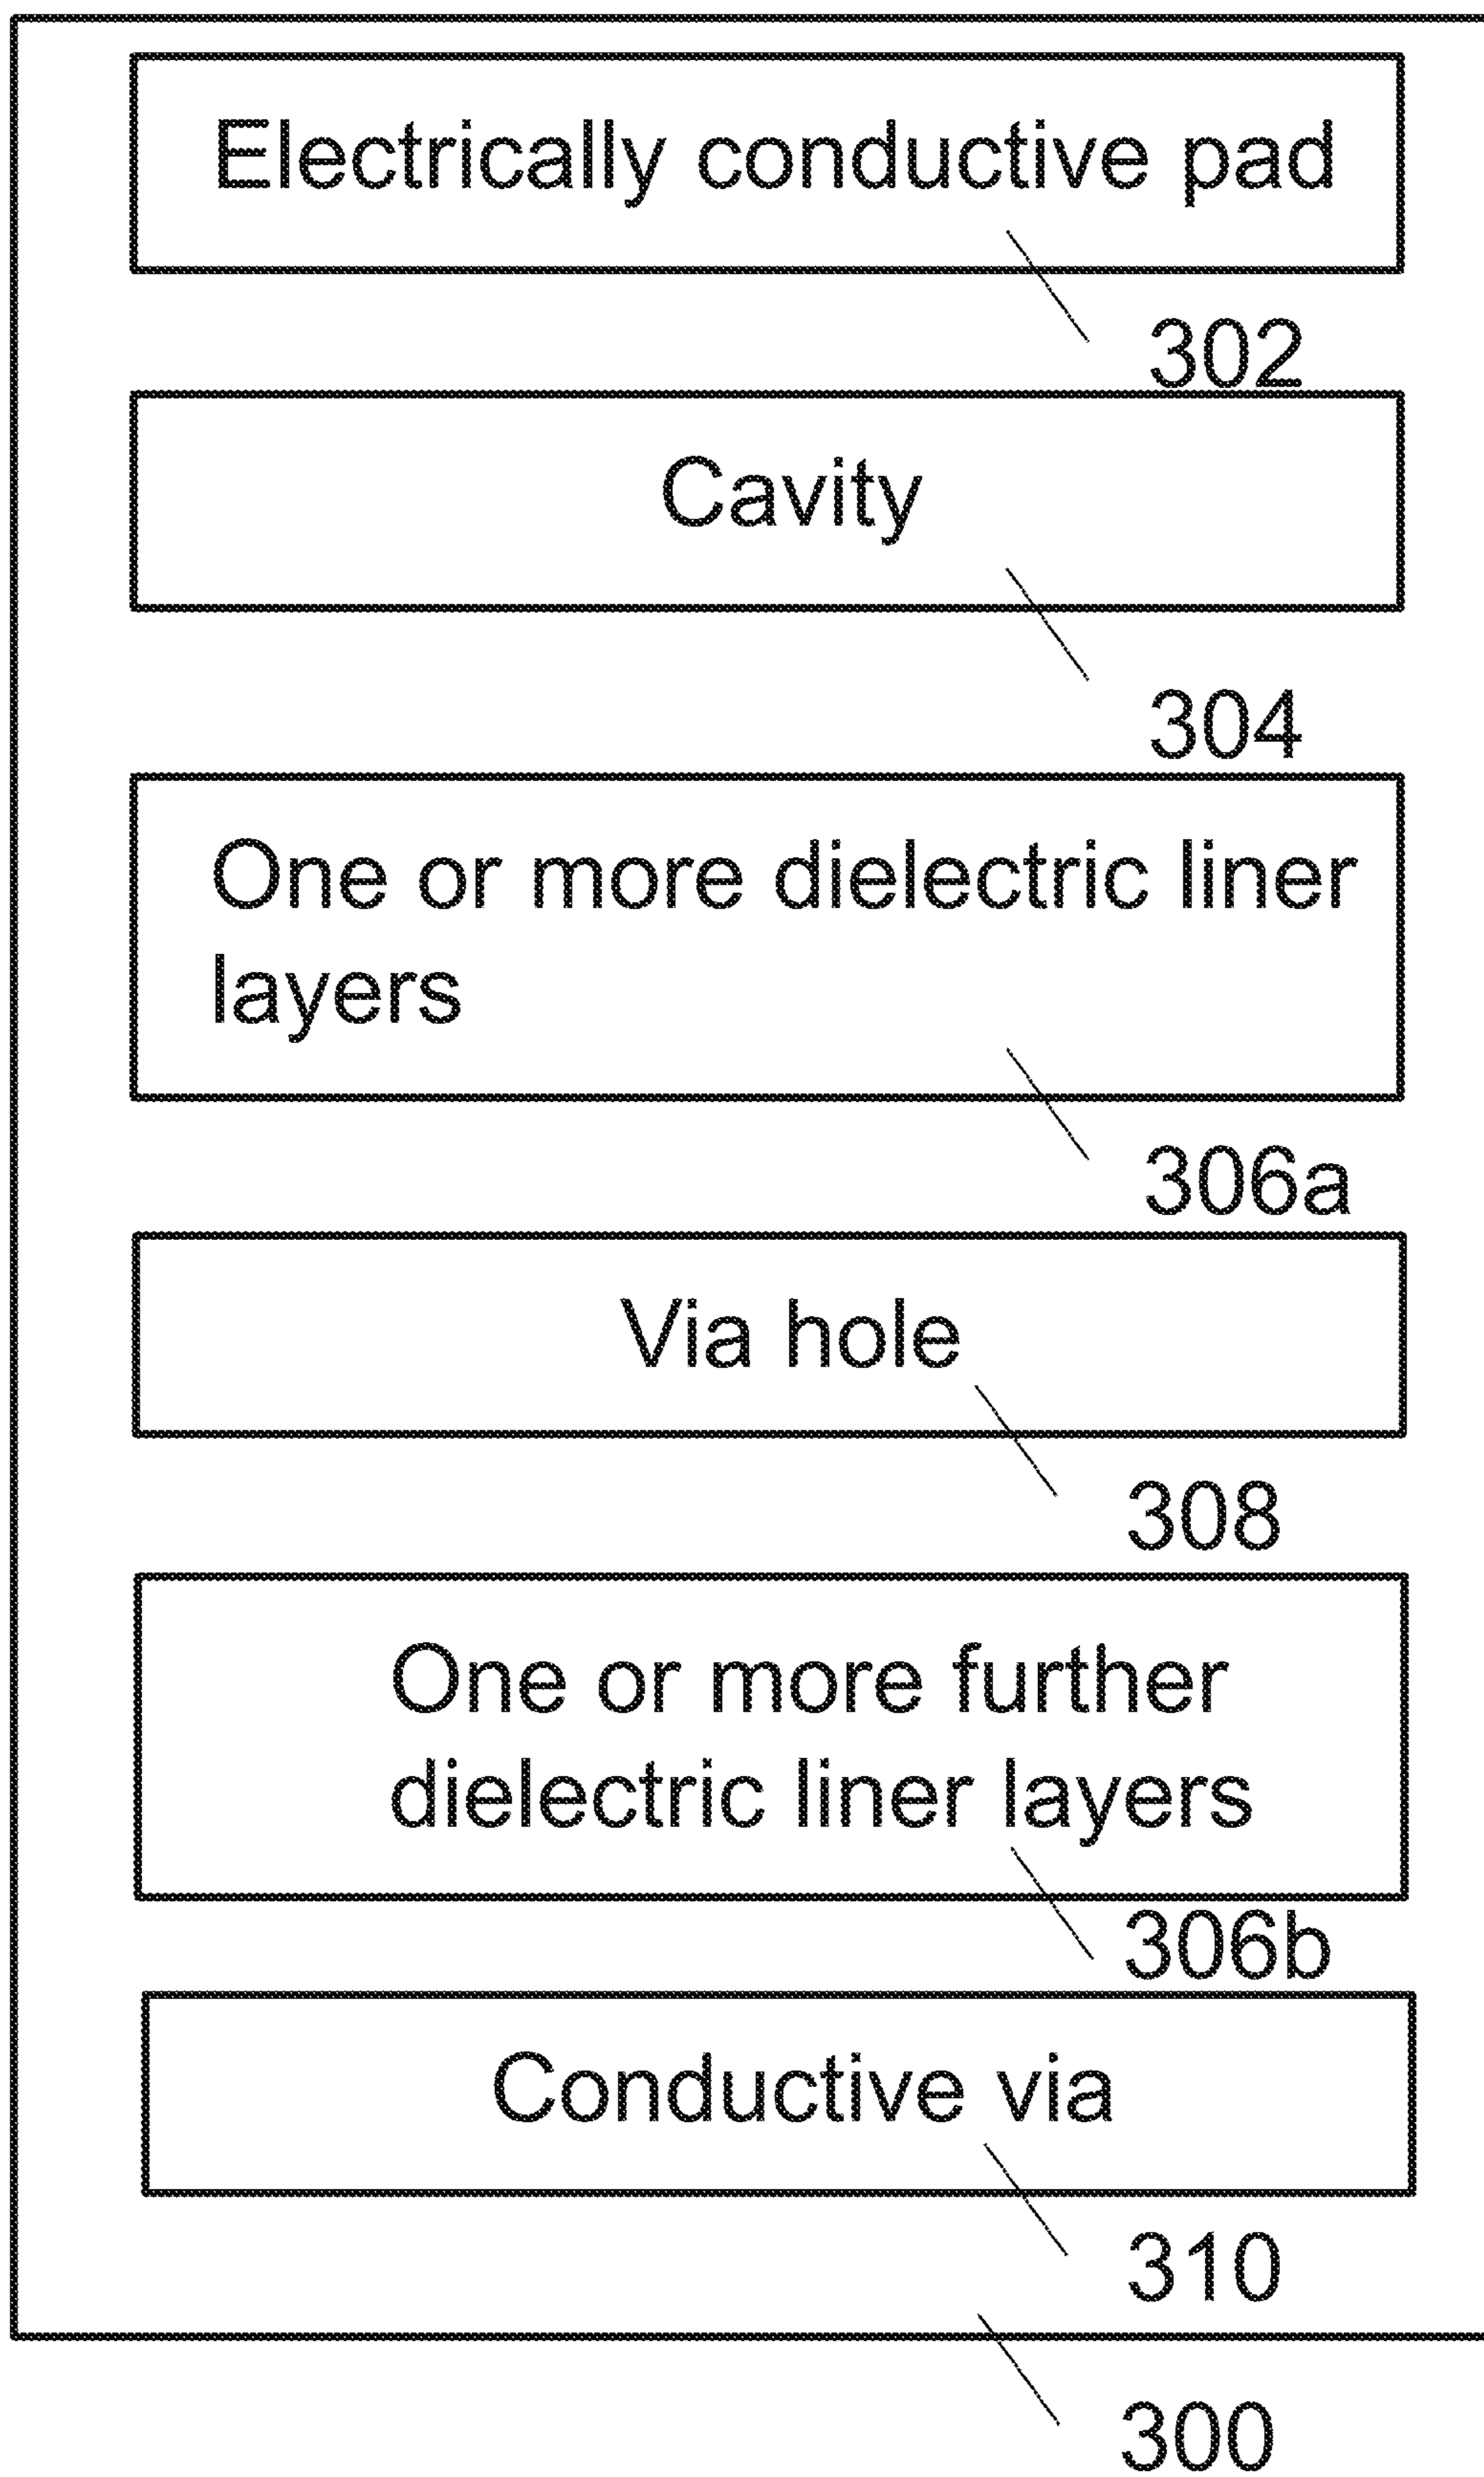 Electrically conductive pad
302
Cavity
304
One or more dielectric liner
layers
306a
Via hole
308
One or more further
dielectric liner layers
306b
Conductive via
310
300